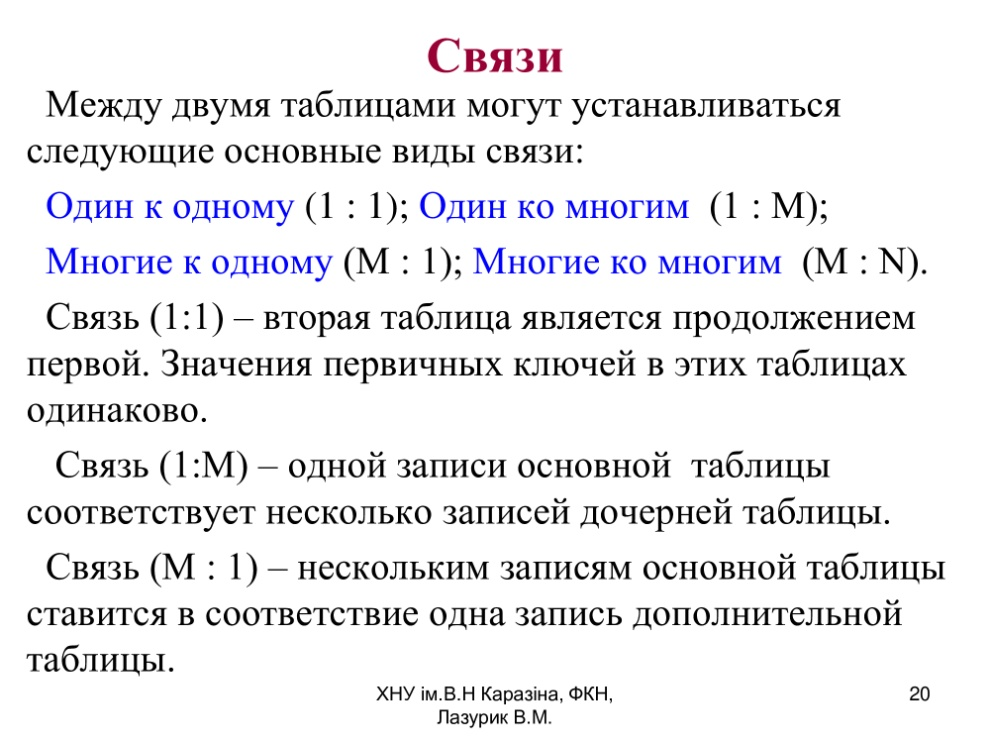 Связи
Между двумя таблицами могут устанавливаться
следующие основные виды связи:
Один к одному (1 : 1); Один ко многим  (1 : М);
Многие к одному (М : 1); Многие ко многим  (М : N).
Связь (1:1) – вторая таблица является продолжением
первой. Значения первичных ключей в этих таблицах
одинаково.
Связь (1:М) – одной записи основной  таблицы
соответствует несколько записей дочерней таблицы.
Связь (М : 1) – нескольким записям основной таблицы
ставится в соответствие одна запись дополнительной
таблицы.
ХНУ ім.В.Н Каразіна, ФКН,
Лазурик В.М.
20